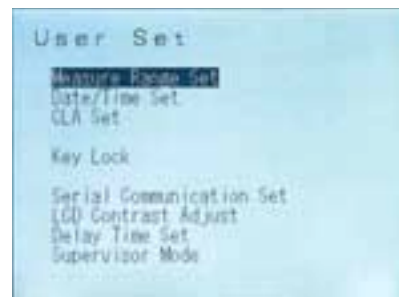 User Set
Measure Range Set
Date/Time Set
CLA Set
Key Lock
Serial Communication Set
LCD Contrast Adjust
Delay Time Set
Supervisor Mode